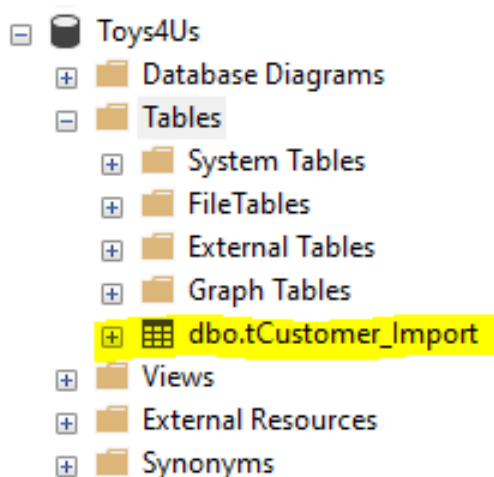 Toys4Us
Database Diagrams
Tables
System Tables
FileTables
External Tables
Graph Tables
dbo.tCustomer_Import
Views
External Resources
Synonyms